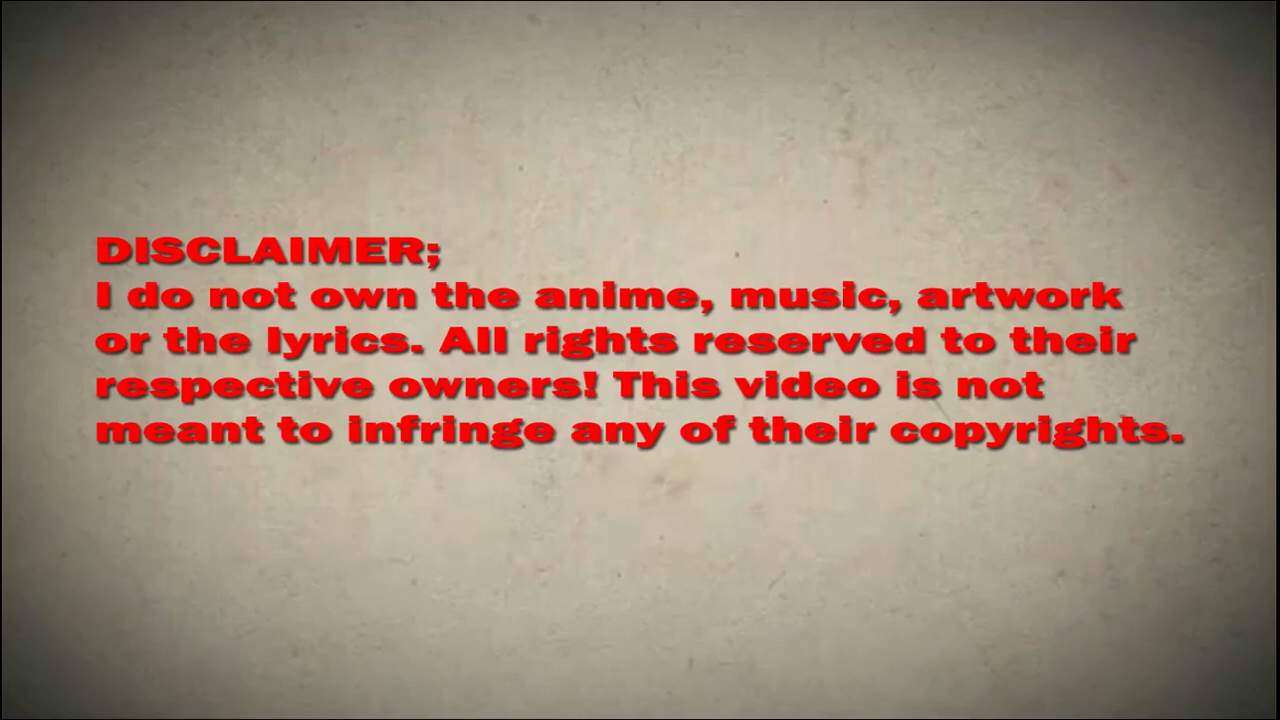 DISCLAIMER;
I do not own the anime, music, artwork
or the lyrics. All rights reserved to their
respective owners! This video is not
meant to infringe any of their copyrights.